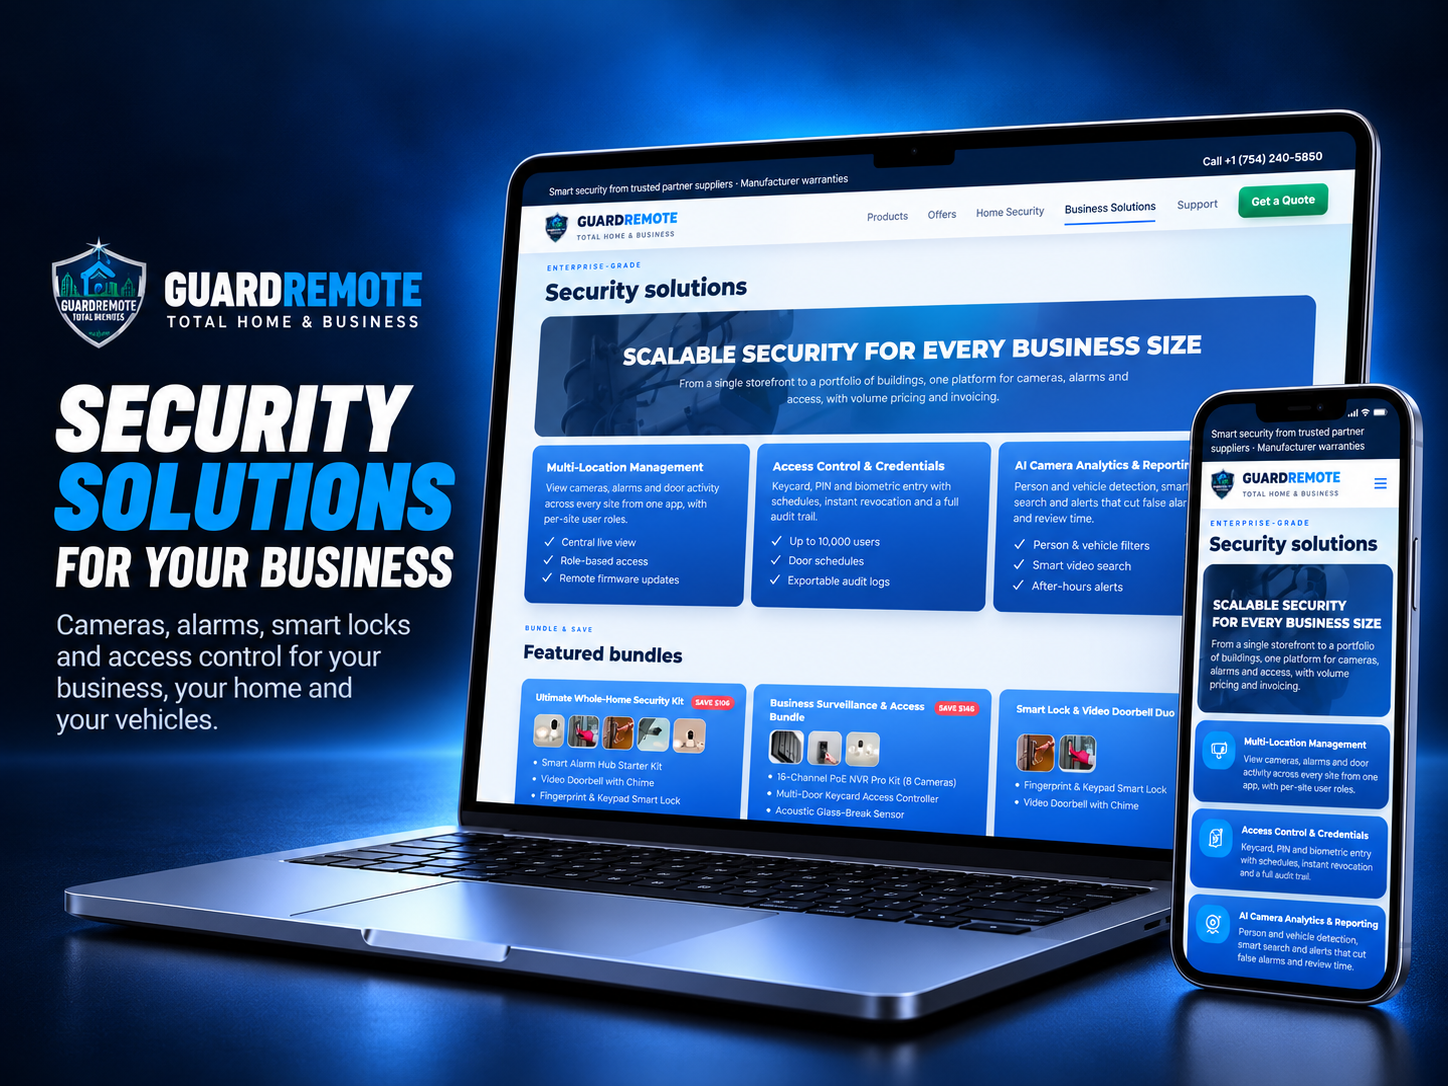 GUARDREMOTE
TOTAL HOME & BUSINESS
GUARDREMOTE
SECURITY
SOLUTIONS
FOR YOUR BUSINESS
Cameras, alarms, smart locks
and access control for your
business, your home and
your vehicles.
Smart security from trusted partner suppliers · Manufacturer warranties
Call +1 (754) 240-5850
GUARDREMOTE
TOTAL HOME & BUSINESS
Products
Offers
Home Security
Business Solutions
Support
Get a Quote
ENTERPRISE-GRADE
Security solutions
SCALABLE SECURITY FOR EVERY BUSINESS SIZE
From a single storefront to a portfolio of buildings, one platform for cameras, alarms and
access, with volume pricing and invoicing.
Multi-Location Management
View cameras, alarms and door activity
across every site from one app, with
per-site user roles.
✓ Central live view
✓ Role-based access
✓ Remote firmware updates
Access Control & Credentials
Keycard, PIN and biometric entry with
schedules, instant revocation and a full
audit trail.
✓ Up to 10,000 users
✓ Door schedules
✓ Exportable audit logs
AI Camera Analytics & Reportin
Person and vehicle detection, smart
search and alerts that cut false alar
and review time.
✓ Person & vehicle filters
✓ Smart video search
✓ After-hours alerts
BUNDLE & SAVE
Featured bundles
Ultimate Whole-Home Security Kit
SAVE $106
• Smart Alarm Hub Starter Kit
• Video Doorbell with Chime
• Fingerprint & Keypad Smart Lock
Business Surveillance & Access
Bundle
SAVE $146
• 16-Channel PoE NVR Pro Kit (8 Cameras)
• Multi-Door Keycard Access Controller
• Acoustic Glass-Break Sensor
Smart Lock & Video Doorbell Duo
• Fingerprint & Keypad Smart Lock
• Video Doorbell with Chime
Smart security from trusted partner
suppliers · Manufacturer warranties
GUARDREMOTE
TOTAL HOME & BUSINESS
ENTERPRISE-GRADE
Security solutions
SCALABLE SECURITY
FOR EVERY BUSINESS SIZE
From a single storefront to a portfolio
of buildings, one platform for cameras,
alarms and access, with volume
pricing and invoicing.
Multi-Location Management
View cameras, alarms and door
activity across every site from one
app, with per-site user roles.
Access Control & Credentials
Keycard, PIN and biometric entry
with schedules, instant revocation
and a full audit trail.
AI Camera Analytics & Reporting
Person and vehicle detection,
smart search and alerts that cut
false alarms and review time.